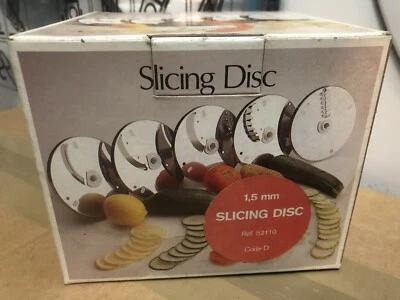 Slicing Disc
1,5 mm
SLICING DISC
Ref. 52110
Code D